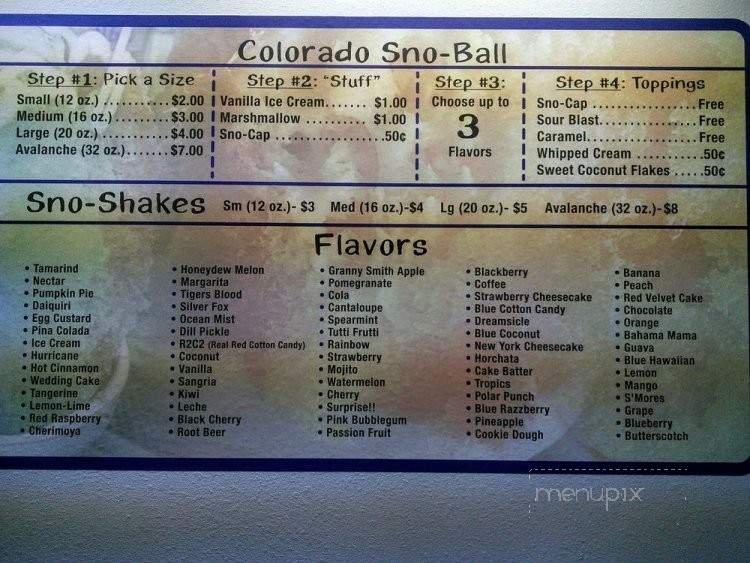 Colorado Sno-Ball
Step #1: Pick a Size
Small (12 oz.) ..........$2.00
Medium (16 oz.) .........$3.00
Large (20 oz.) ..........$4.00
Avalanche (32 oz.).......$7.00
Step #2: "Stuff"
Vanilla Ice Cream....... $1.00
Marshmallow .......... $1.00
Sno-Cap ..................50¢
Step #3:
Choose up to
3
Flavors
Step #4: Toppings
Sno-Cap ..................Free
Sour Blast.................Free
Caramel...................Free
Whipped Cream ...........50¢
Sweet Coconut Flakes .....50¢
Sno-Shakes Sm (12 oz.)- $3 Med (16 oz.)-$4 Lg (20 oz.)- $5 Avalanche (32 oz.)-$8
Flavors
• Tamarind
• Nectar
• Pumpkin Pie
• Daiquiri
• Egg Custard
• Pina Colada
• Ice Cream
• Hurricane
• Hot Cinnamon
• Wedding Cake
• Tangerine
• Lemon-Lime
• Red Raspberry
• Cherimoya
• Honeydew Melon
• Margarita
• Tigers Blood
• Silver Fox
• Ocean Mist
• Dill Pickle
• R2C2 (Real Red Cotton Candy)
• Coconut
• Vanilla
• Sangria
• Kiwi
• Leche
• Black Cherry
• Root Beer
• Granny Smith Apple
• Pomegranate
• Cola
• Cantaloupe
• Spearmint
• Tutti Frutti
• Rainbow
• Strawberry
• Mojito
• Watermelon
• Cherry
• Surprise!!
• Pink Bubblegum
• Passion Fruit
• Blackberry
• Coffee
• Strawberry Cheesecake
• Blue Cotton Candy
• Dreamsicle
• Blue Coconut
• New York Cheesecake
• Horchata
• Cake Batter
• Tropics
• Polar Punch
• Blue Razzberry
• Pineapple
• Cookie Dough
• Banana
• Peach
• Red Velvet Cake
• Chocolate
• Orange
• Bahama Mama
• Guava
• Blue Hawaiian
• Lemon
• Mango
• S'Mores
• Grape
• Blueberry
• Butterscotch
menupix